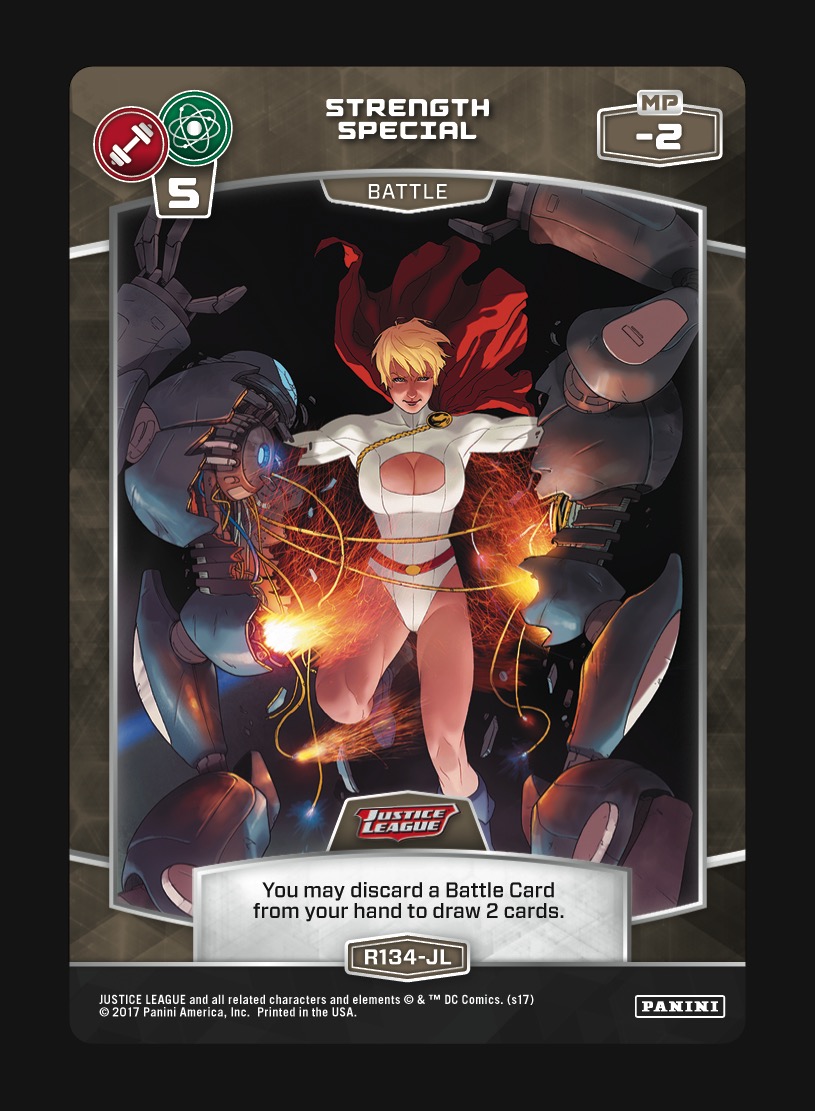 STRENGTH
SPECIAL
MP
-2
5
BATTLE
JUSTICE
LEAGUE
You may discard a Battle Card
from your hand to draw 2 cards.
R134-JL
JUSTICE LEAGUE and all related characters and elements © & ™ DC Comics. (s17)
© 2017 Panini America, Inc. Printed in the USA.
PANINI